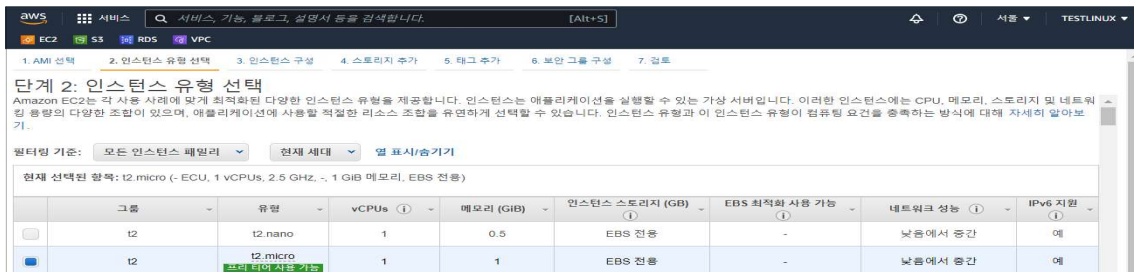 aws 서비스 서비스, 기능, 블로그, 설명서 등을 검색합니다. [Alt+S] 서울 TESTLINUX
EC2 S3 RDS VPC
1. AMI 선택 2. 인스턴스 유형 선택 3. 인스턴스 구성 4. 스토리지 추가 5. 태그 추가 6. 보안 그룹 구성 7. 검토
단계 2: 인스턴스 유형 선택
Amazon EC2는 각 사용 사례에 맞게 최적화된 다양한 인스턴스 유형을 제공합니다. 인스턴스는 애플리케이션을 실행할 수 있는 가상 서버입니다. 이러한 인스턴스에는 CPU, 메모리, 스토리지 및 네트워
킹 용량의 다양한 조합이 있으며, 애플리케이션에 사용할 적절한 리소스 조합을 유연하게 선택할 수 있습니다. 인스턴스 유형과 이 인스턴스 유형이 컴퓨팅 요건을 충족하는 방식에 대해 자세히 알아보
기.
필터링 기준: 모든 인스턴스 패밀리 현재 세대 열 표시/숨기기
현재 선택된 항목: t2.micro (- ECU, 1 vCPUs, 2.5 GHz, -, 1 GiB 메모리, EBS 전용)
그룹 유형 vCPUs 메모리 (GiB) 인스턴스 스토리지 (GB) EBS 최적화 사용 가능 네트워크 성능 IPv6 지원
t2 t2.nano 1 0.5 EBS 전용 - 낮음에서 중간 예
t2 t2.micro 1 1 EBS 전용 - 낮음에서 중간 예
프리 티어 사용 가능